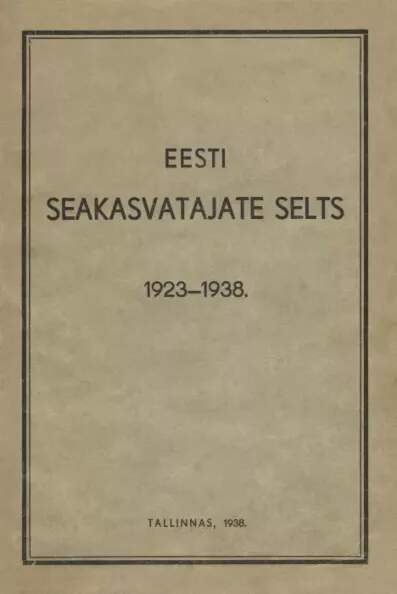 EESTI
SEAKASVATAJATE SELTS
1923–1938.
TALLINNAS, 1938.